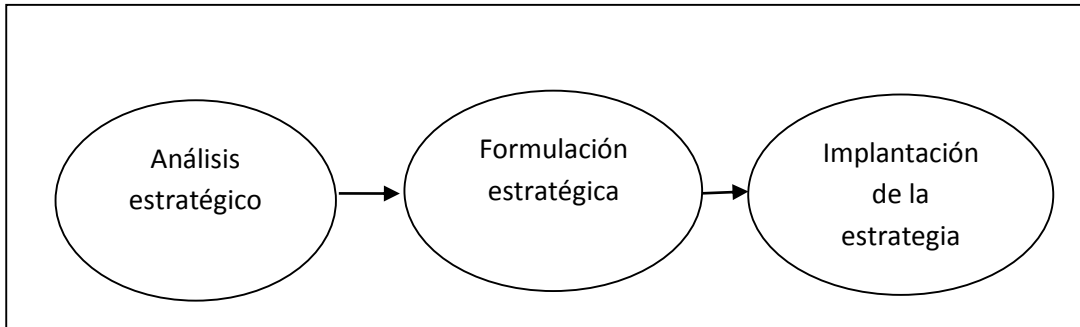 Análisis
estratégico
Formulación
estratégica
Implantación
de la
estrategia